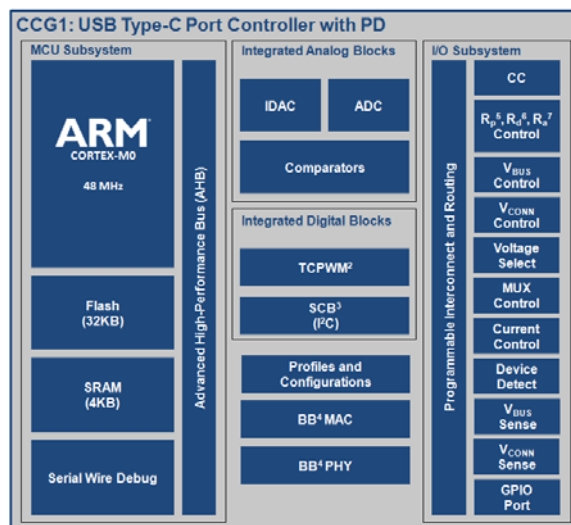 CCG1: USB Type-C Port Controller with PD
MCU Subsystem
ARM
CORTEX-M0
48 MHz
Flash
(32KB)
SRAM
(4KB)
Serial Wire Debug
Advanced High-Performance Bus (AHB)
Integrated Analog Blocks
IDAC
ADC
Comparators
Integrated Digital Blocks
TCPWM²
SCB³
(I²C)
Profiles and
Configurations
BB⁴ MAC
BB⁴ PHY
I/O Subsystem
Programmable Interconnect and Routing
CC
Rp⁵, Rd⁶, Ra⁷
Control
VBUS
Control
VCONN
Control
Voltage
Select
MUX
Control
Current
Control
Device
Detect
VBUS
Sense
VCONN
Sense
GPIO
Port